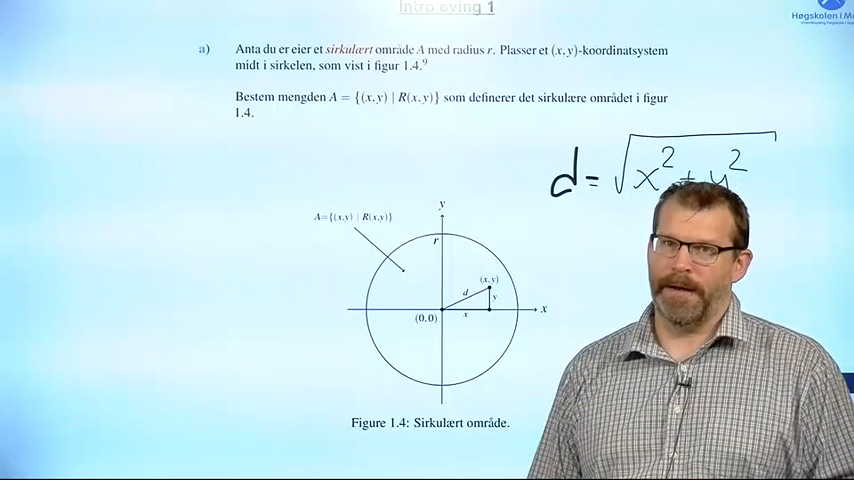 Intro øving 1
Høgskolen i M
a) Anta du er eier et sirkulært område A med radius r. Plasser et (x, y)-koordinatsystem
midt i sirkelen, som vist i figur 1.4.⁹
Bestem mengden A = {(x, y) | R(x, y)} som definerer det sirkulære området i figur
1.4.
d = √x² + y²
y
A={(x,y) | R(x,y)}
r
(x, y)
d
y
(0,0)
x
x
Figure 1.4: Sirkulært område.